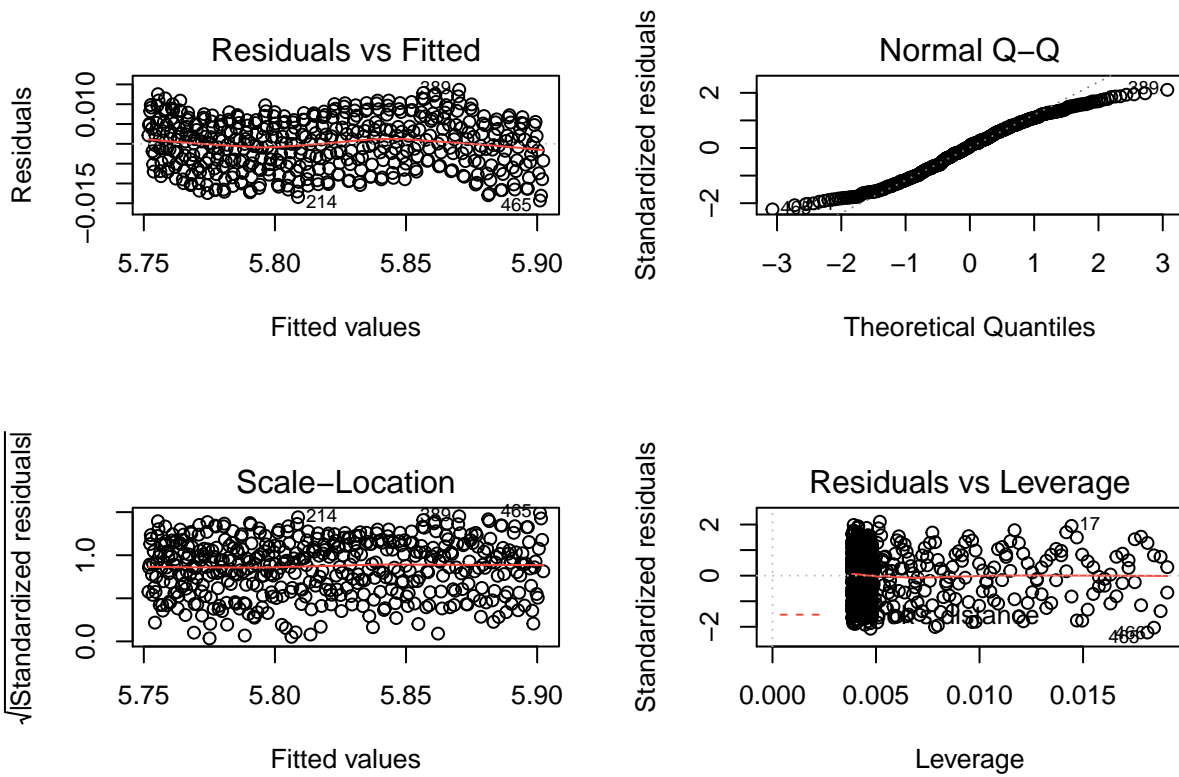 Residuals vs Fitted
Residuals
0.010
−0.015
389
214
465
5.75 5.80 5.85 5.90
Fitted values
Normal Q−Q
Standardized residuals
2
0
−2
389
−3 −2 −1 0 1 2 3
Theoretical Quantiles
Scale−Location
√|Standardized residuals|
1.0
0.0
214
389
465
5.75 5.80 5.85 5.90
Fitted values
Residuals vs Leverage
Standardized residuals
2
0
−2
17
465
distance
0.000 0.005 0.010 0.015
Leverage